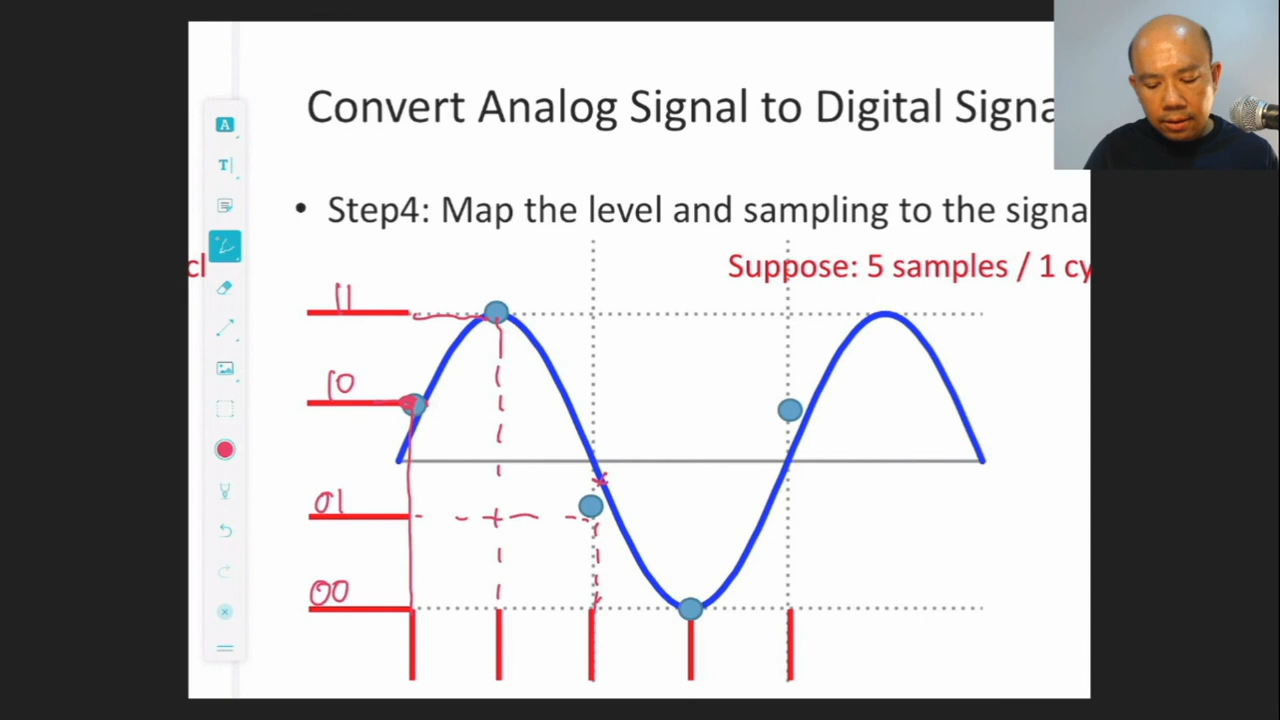 Convert Analog Signal to Digital Signa
• Step4: Map the level and sampling to the signa
cl
Suppose: 5 samples / 1 cy
11
10
01
00
A
T